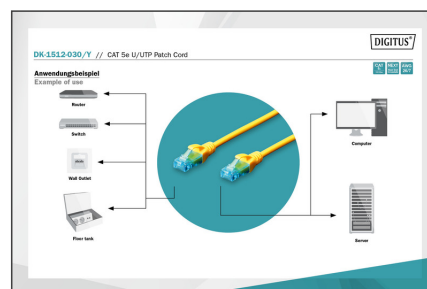 DIGITUS®
DK-1512-030/Y // CAT 5e U/UTP Patch Cord
Anwendungsbeispiel
Example of use
Router
Switch
Wall Outlet
Floor tank
Computer
Server